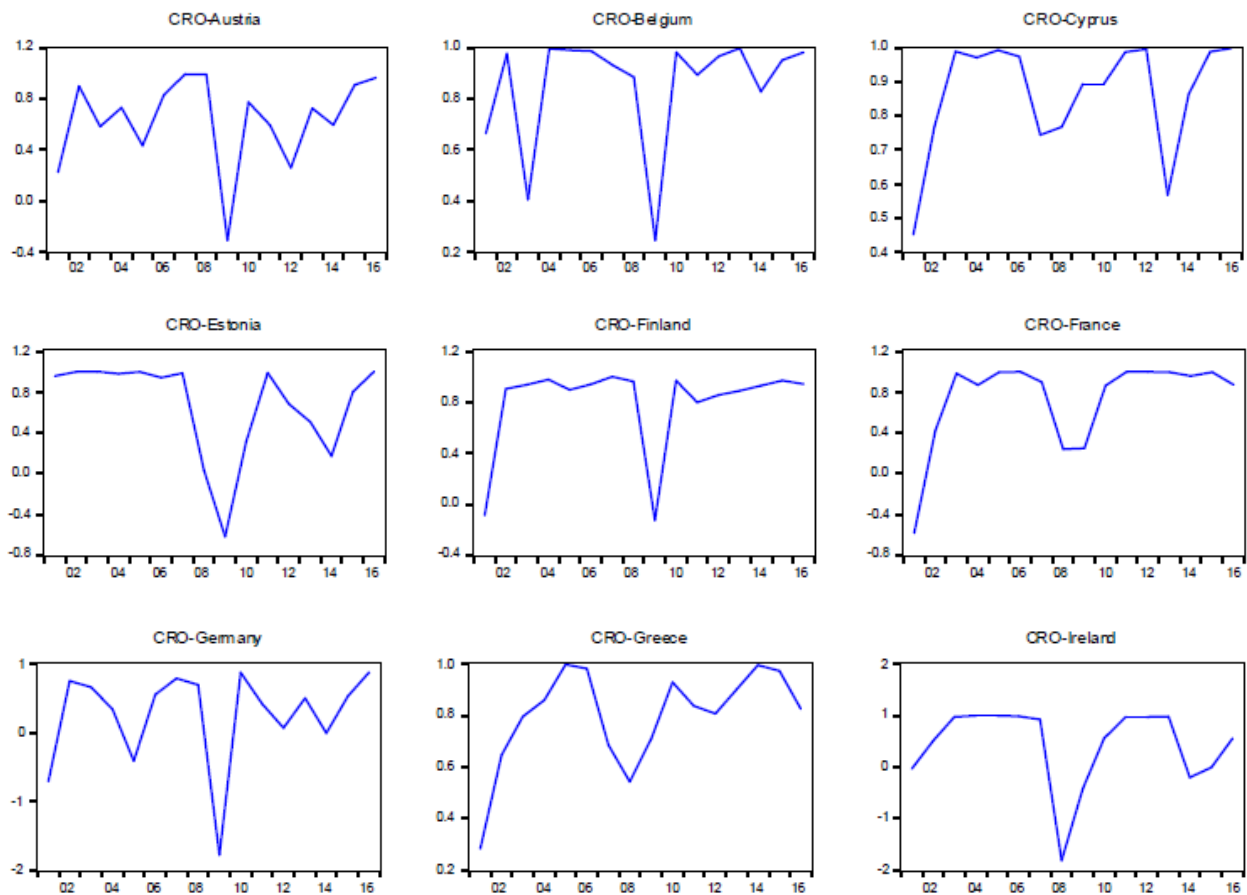 CRO-Austria CRO-Belgium CRO-Cyprus
1.2 1.0 1.0
0.8 0.8 0.9
0.4 0.6 0.8
0.0 0.4 0.7
-0.4 0.2 0.6
0.5
0.4
02 04 06 08 10 12 14 16 02 04 06 08 10 12 14 16 02 04 06 08 10 12 14 16
CRO-Estonia CRO-Finland CRO-France
1.2 1.2 1.2
0.8 0.8 0.8
0.4 0.4 0.4
0.0 0.0 0.0
-0.4 -0.4 -0.4
-0.8 -0.8
02 04 06 08 10 12 14 16 02 04 06 08 10 12 14 16 02 04 06 08 10 12 14 16
CRO-Germany CRO-Greece CRO-Ireland
1 1.0 2
0 0.8 1
-1 0.6 0
-2 0.4 -1
0.2 -2
02 04 06 08 10 12 14 16 02 04 06 08 10 12 14 16 02 04 06 08 10 12 14 16